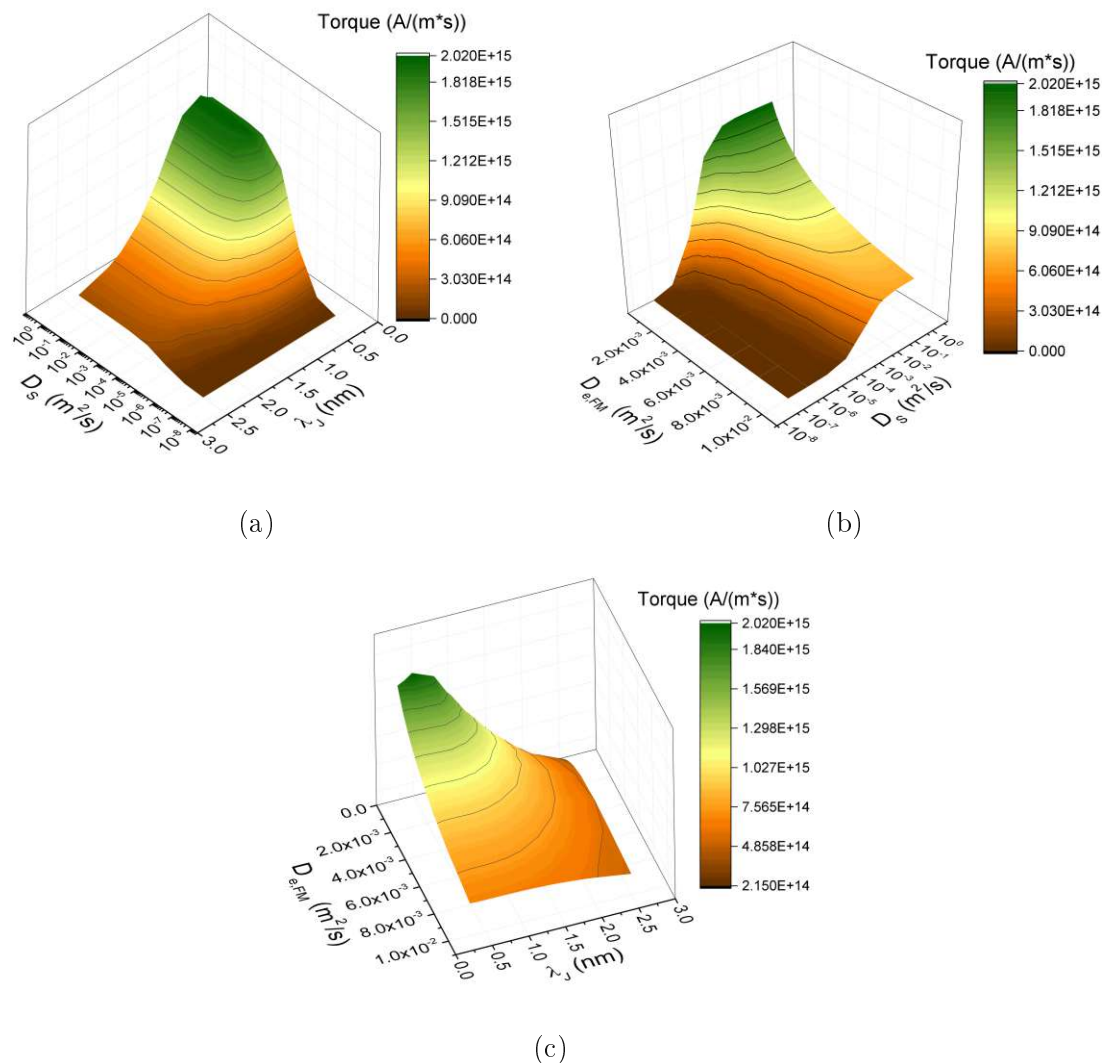 Torque (A/(m*s))
2.020E+15
1.818E+15
1.515E+15
1.212E+15
9.090E+14
6.060E+14
3.030E+14
0.000
10⁰
10⁻¹
10⁻²
10⁻³
10⁻⁴
10⁻⁵
10⁻⁶
10⁻⁷
10⁻⁸
D_S (m²/s)
3.0
2.5
2.0
1.5
1.0
0.5
0.0
λ_J (nm)
(a)
Torque (A/(m*s))
2.020E+15
1.818E+15
1.515E+15
1.212E+15
9.090E+14
6.060E+14
3.030E+14
0.000
2.0x10⁻³
4.0x10⁻³
6.0x10⁻³
8.0x10⁻³
1.0x10⁻²
D_e,FM (m²/s)
10⁰
10⁻¹
10⁻²
10⁻³
10⁻⁴
10⁻⁵
10⁻⁶
10⁻⁷
10⁻⁸
D_S (m²/s)
(b)
Torque (A/(m*s))
2.020E+15
1.840E+15
1.569E+15
1.298E+15
1.027E+15
7.565E+14
4.858E+14
2.150E+14
0.0
2.0x10⁻³
4.0x10⁻³
6.0x10⁻³
8.0x10⁻³
1.0x10⁻²
D_e,FM (m²/s)
0.0
0.5
1.0
1.5
2.0
2.5
3.0
λ_J (nm)
(c)